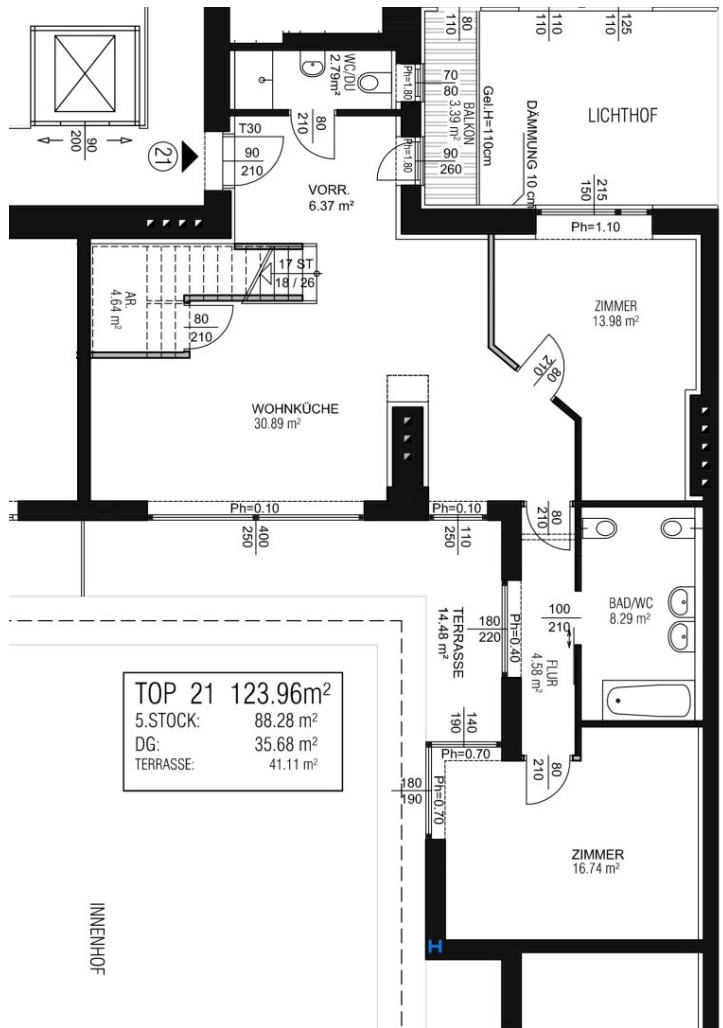 80
110
110
110
125
110
WC/DU
2.79m²
Ph=1.80
70
80
BALKON
3.39 m²
Gel.H=110cm
DÄMMUNG 10 cm
LICHTHOF
90
200
21
T30
90
210
80
210
Ph=1.80
90
260
VORR.
6.37 m²
215
150
Ph=1.10
17 ST
18 / 26
AR.
4.64 m²
80
210
ZIMMER
13.98 m²
80
210
WOHNKÜCHE
30.89 m²
Ph=0.10
400
250
Ph=0.10
110
250
80
210
TERRASSE
14.48 m²
180
220
Ph=0.40
100
210
FLUR
4.58 m²
BAD/WC
8.29 m²
TOP 21 123.96m²
5.STOCK: 88.28 m²
DG: 35.68 m²
TERRASSE: 41.11 m²
140
190
Ph=0.70
180
190
Ph=0.70
80
210
ZIMMER
16.74 m²
INNENHOF
H